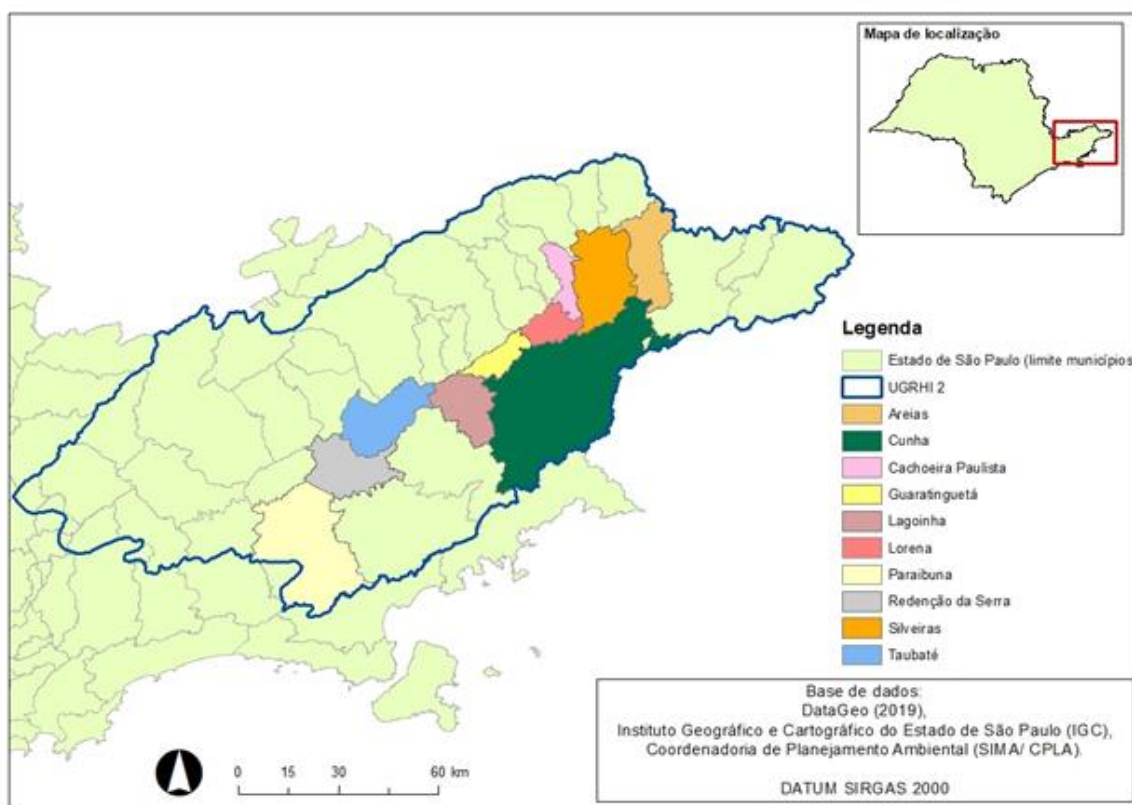 Mapa de localização
Legenda
Estado de São Paulo (limite municípios
UGRHI 2
Areias
Cunha
Cachoeira Paulista
Guaratinguetá
Lagoinha
Lorena
Paraibuna
Redenção da Serra
Silveiras
Taubaté
0 15 30 60 km
Base de dados:
DataGeo (2019),
Instituto Geográfico e Cartográfico do Estado de São Paulo (IGC),
Coordenadoria de Planejamento Ambiental (SIMA/ CPLA).
DATUM SIRGAS 2000